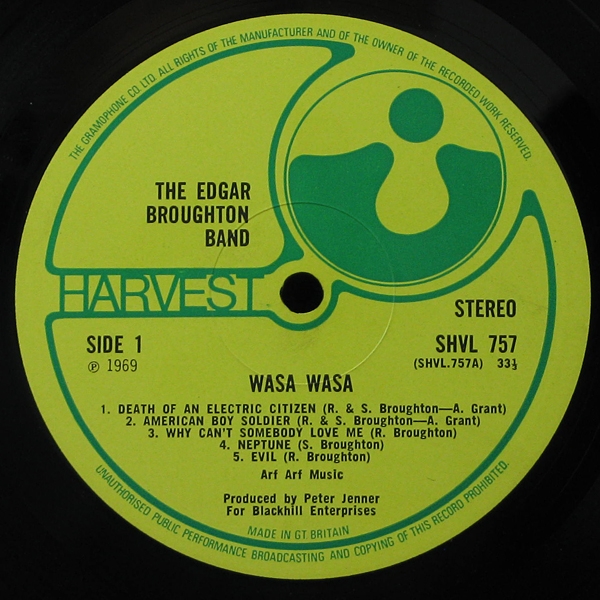 THE GRAMOPHONE CO. LTD. ALL RIGHTS OF THE MANUFACTURER AND OF THE OWNER OF THE RECORDED WORK RESERVED.
THE EDGAR
BROUGHTON
BAND
HARVEST
STEREO
SIDE 1
SHVL 757
℗ 1969
(SHVL.757A) 33⅓
WASA WASA
1. DEATH OF AN ELECTRIC CITIZEN (R. & S. Broughton—A. Grant)
2. AMERICAN BOY SOLDIER (R. & S. Broughton—A. Grant)
3. WHY CAN'T SOMEBODY LOVE ME (R. Broughton)
4. NEPTUNE (S. Broughton)
5. EVIL (R. Broughton)
Arf Arf Music
Produced by Peter Jenner
For Blackhill Enterprises
MADE IN GT. BRITAIN
UNAUTHORISED PUBLIC PERFORMANCE BROADCASTING AND COPYING OF THIS RECORD PROHIBITED.